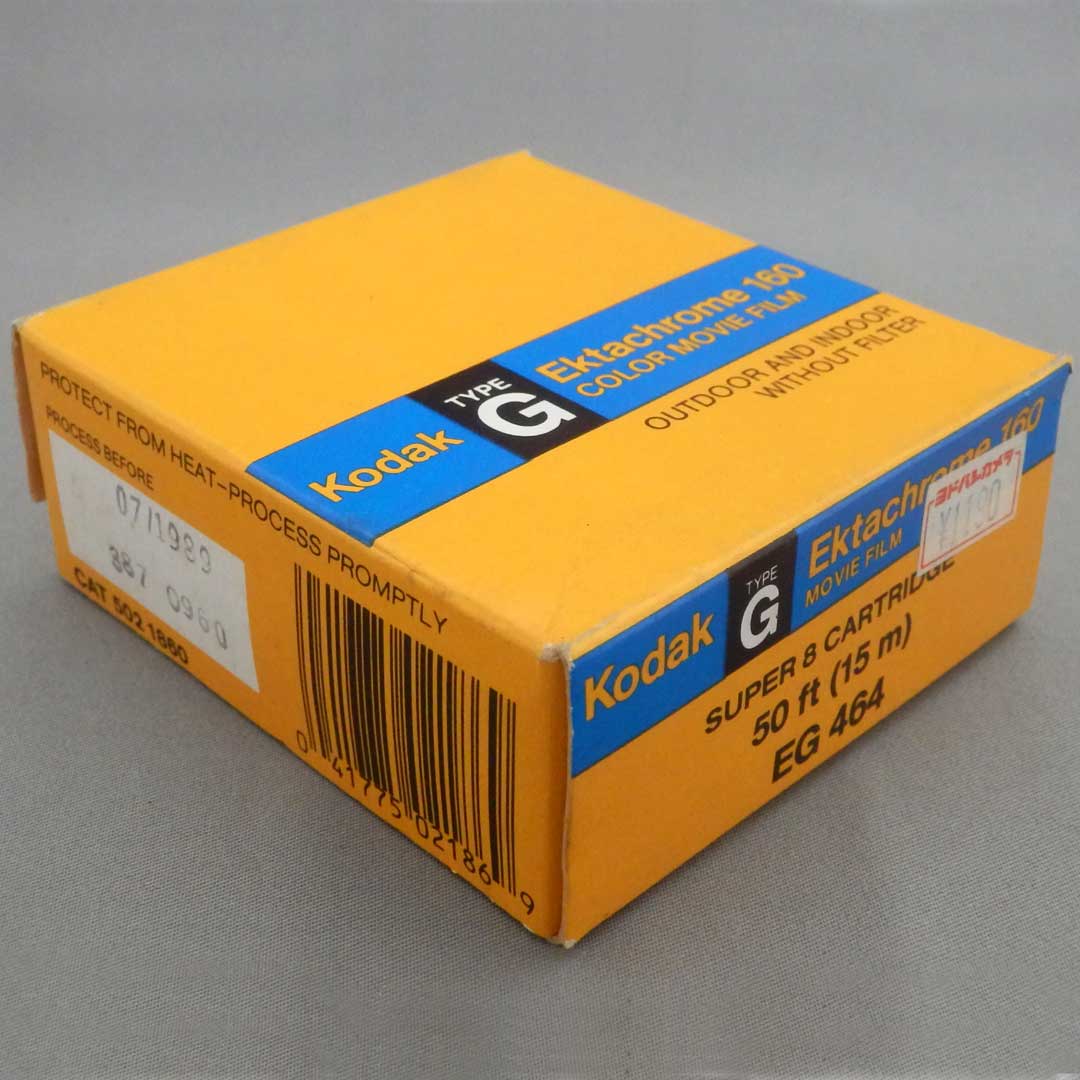 Kodak
TYPE
G
Ektachrome 160
COLOR MOVIE FILM
OUTDOOR AND INDOOR
WITHOUT FILTER
PROTECT FROM HEAT-PROCESS PROMPTLY
PROCESS BEFORE
07/1989
387 0960
CAT 502 1860
0 41775 02186 9
Kodak
TYPE
G
Ektachrome 160
MOVIE FILM
ヨドバシカメラ
SUPER 8 CARTRIDGE
50 ft (15 m)
EG 464